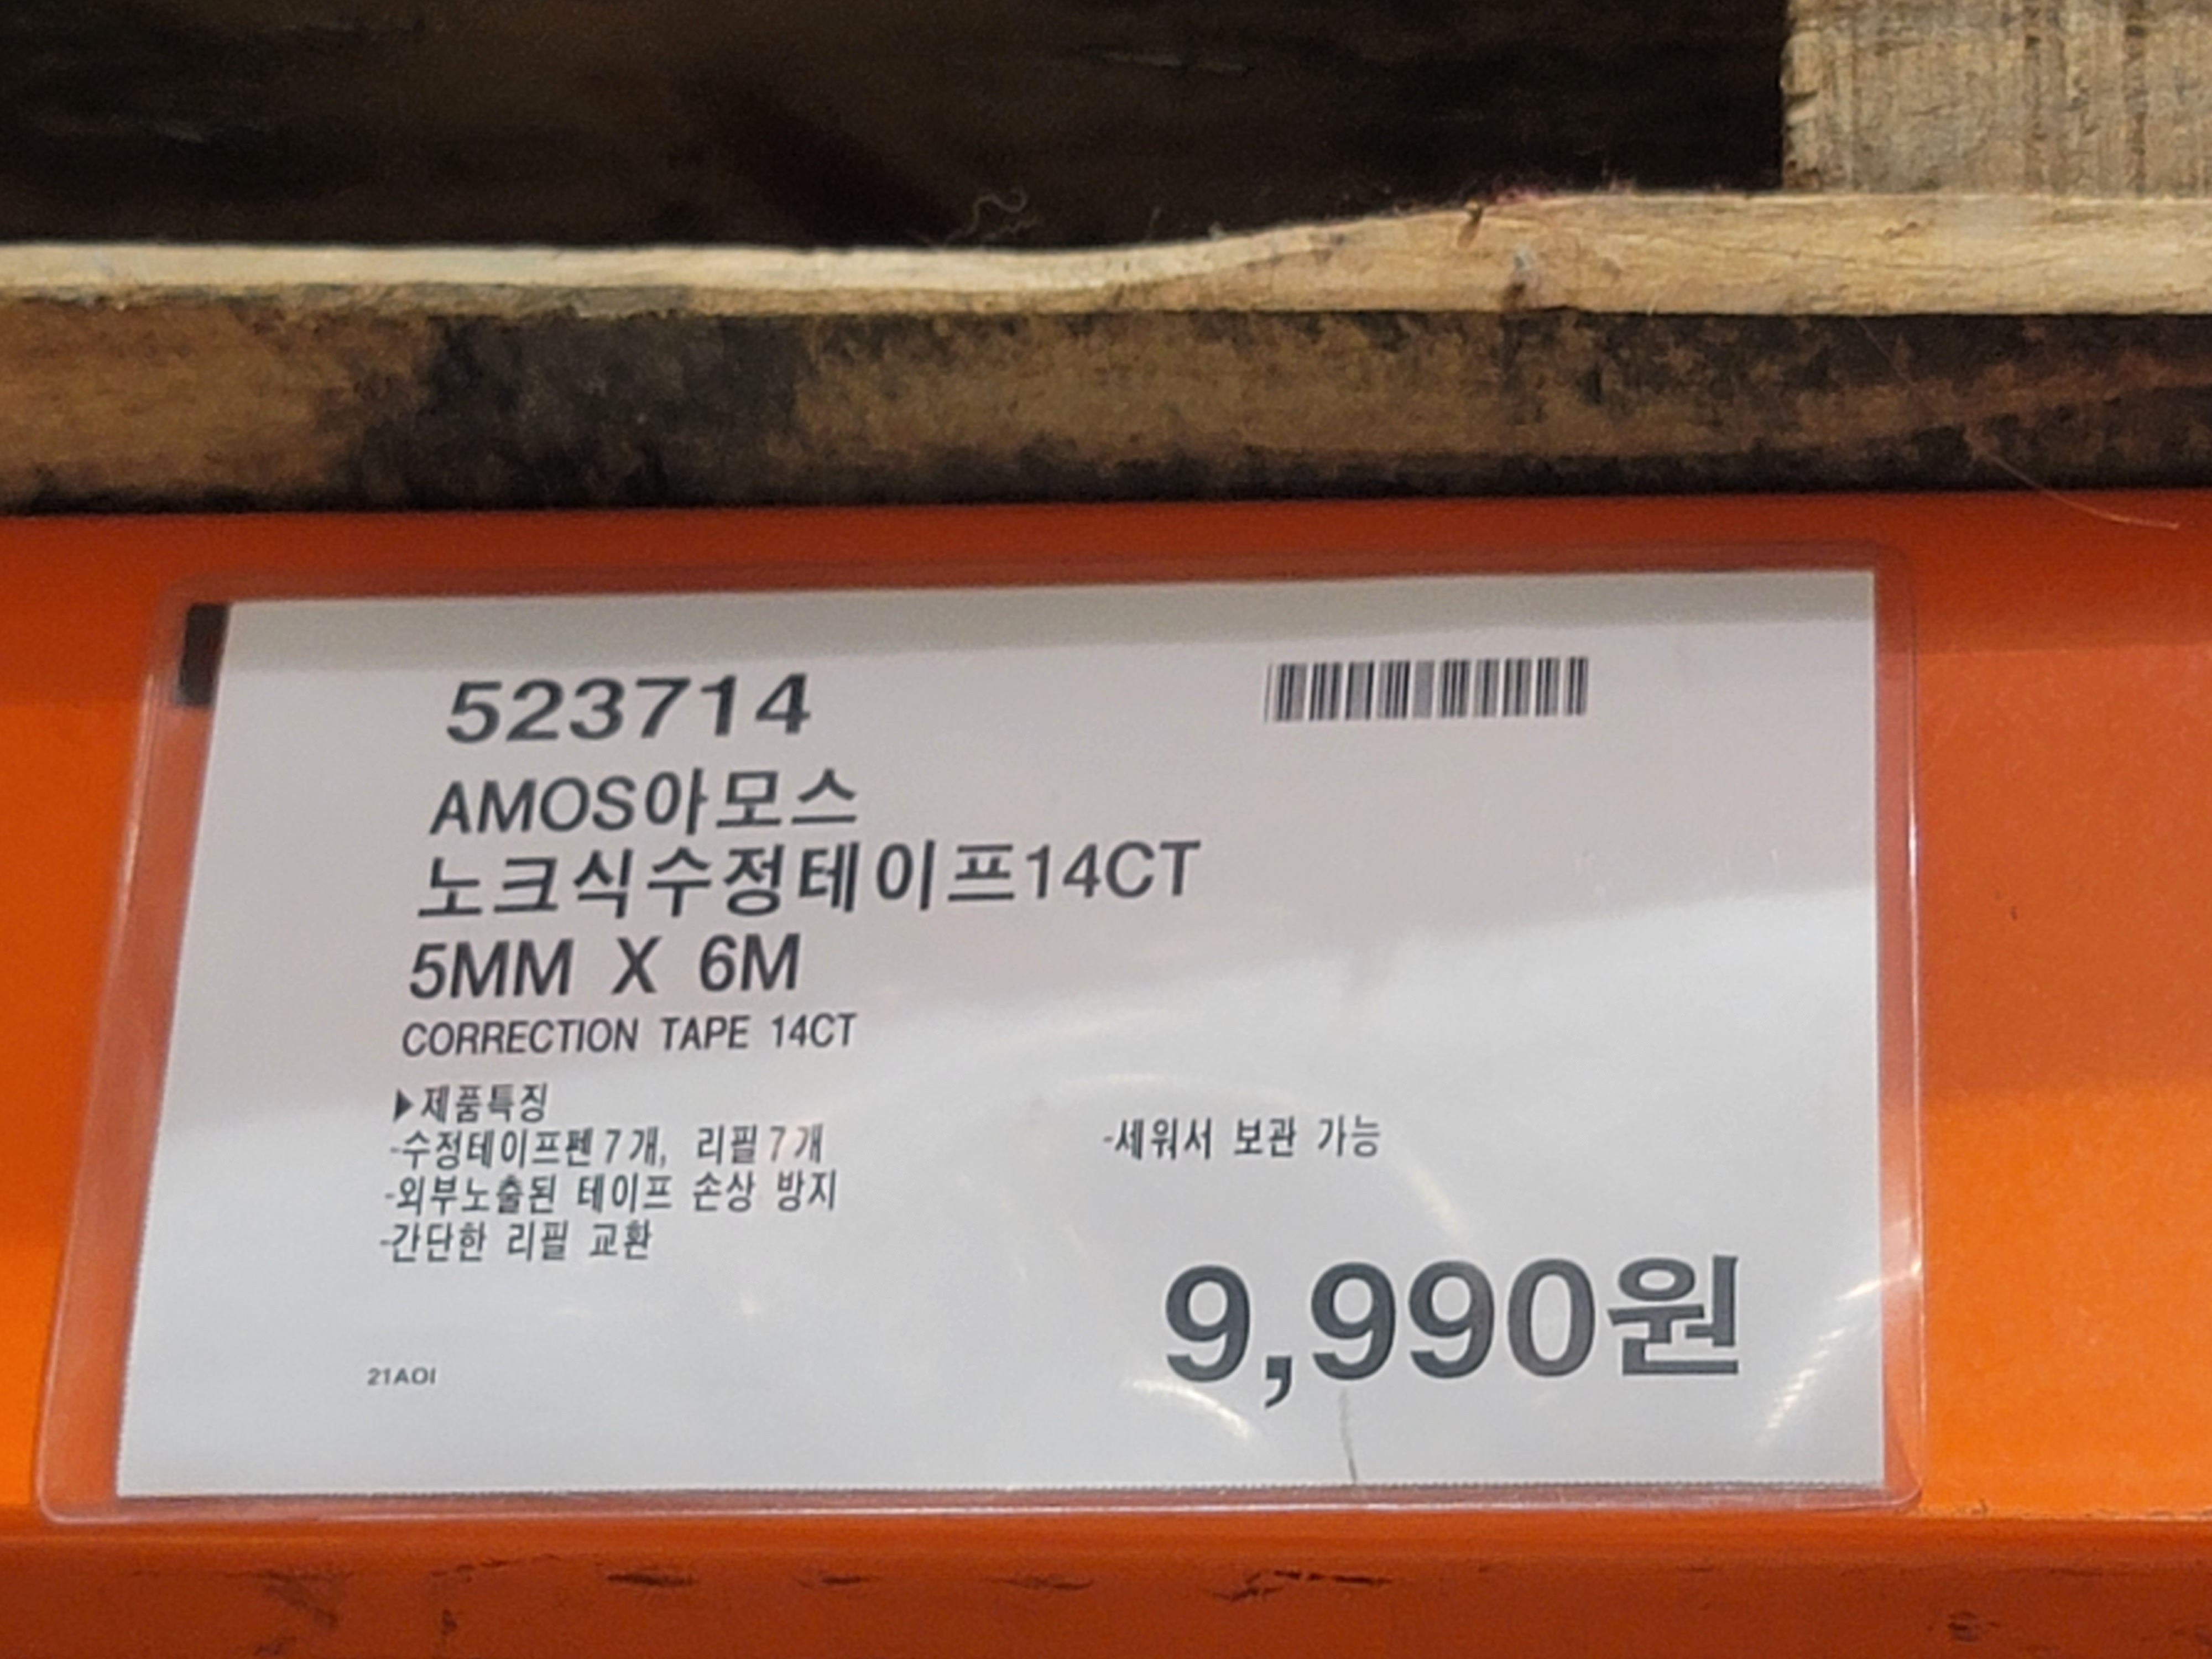 523714
AMOS아모스
노크식수정테이프14CT
5MM X 6M
CORRECTION TAPE 14CT
▶제품특징
-수정테이프펜7개, 리필7개
-외부노출된 테이프 손상 방지
-간단한 리필 교환
-세워서 보관 가능
9,990원
21AOI